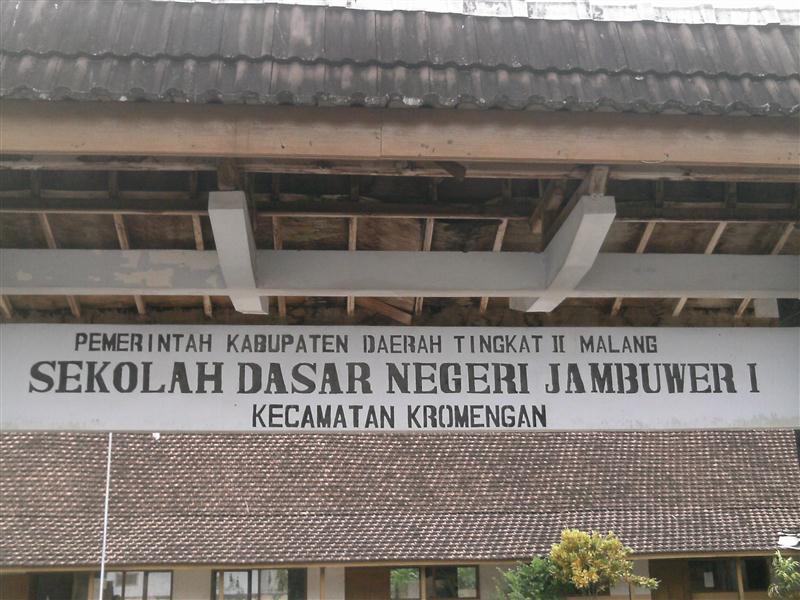 PEMERINTAH KABUPATEN DAERAH TINGKAT II MALANG
SEKOLAH DASAR NEGERI JAMBUWER I
KECAMATAN KROMENGAN